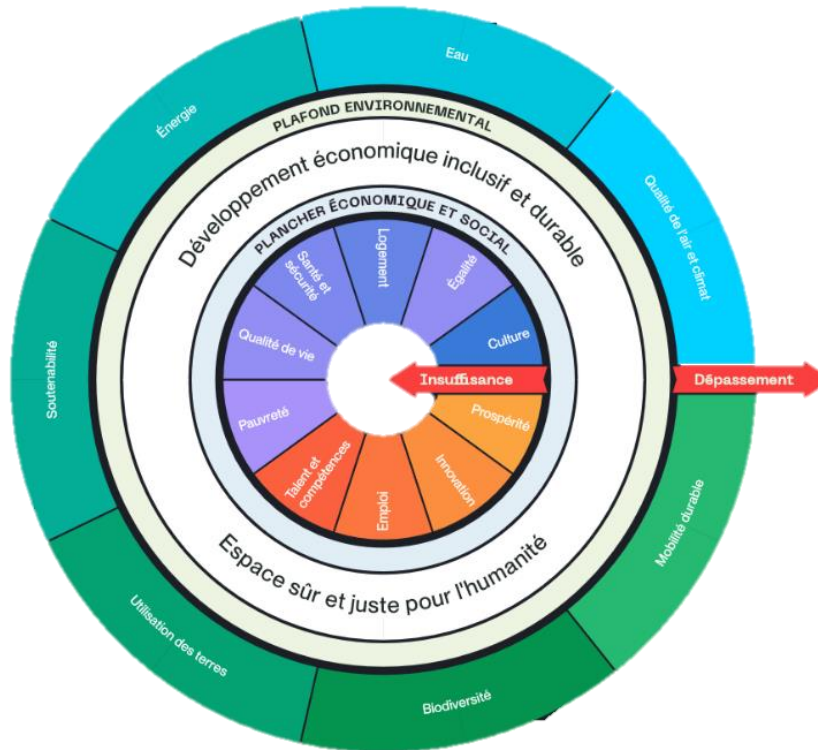 Eau
Énergie
PLAFOND ENVIRONNEMENTAL
Qualité de l'air et climat
Développement économique inclusif et durable
PLANCHER ÉCONOMIQUE ET SOCIAL
Santé et
sécurité
Logement
Égalité
Qualité de vie
Culture
Soutenabilité
Insuffisance
Dépassement
Pauvreté
Prospérité
Talent et
compétences
Emploi
Innovation
Mobilité durable
Espace sûr et juste pour l'humanité
Utilisation des terres
Biodiversité